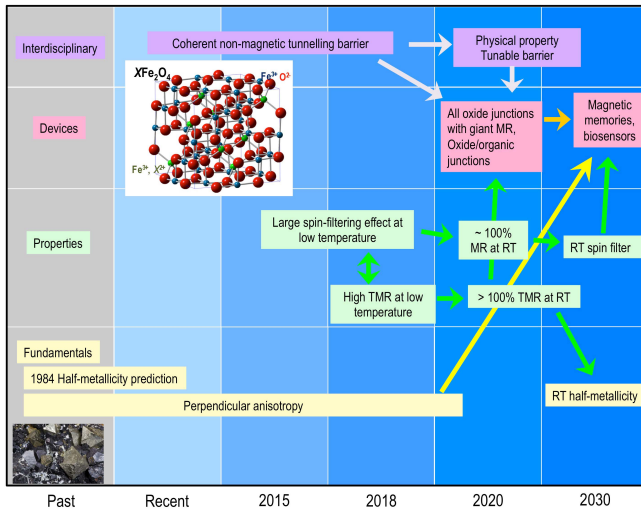 Interdisciplinary
Coherent non-magnetic tunnelling barrier
Physical property
Tunable barrier
XFe₂O₄
Fe³⁺ O²⁻
Fe³⁺, X²⁺
Devices
All oxide junctions
with giant MR,
Oxide/organic
junctions
Magnetic
memories,
biosensors
Properties
Large spin-filtering effect at
low temperature
~ 100%
MR at RT
RT spin filter
High TMR at low
temperature
> 100% TMR at RT
Fundamentals
1984 Half-metallicity prediction
Perpendicular anisotropy
RT half-metallicity
Past
Recent
2015
2018
2020
2030